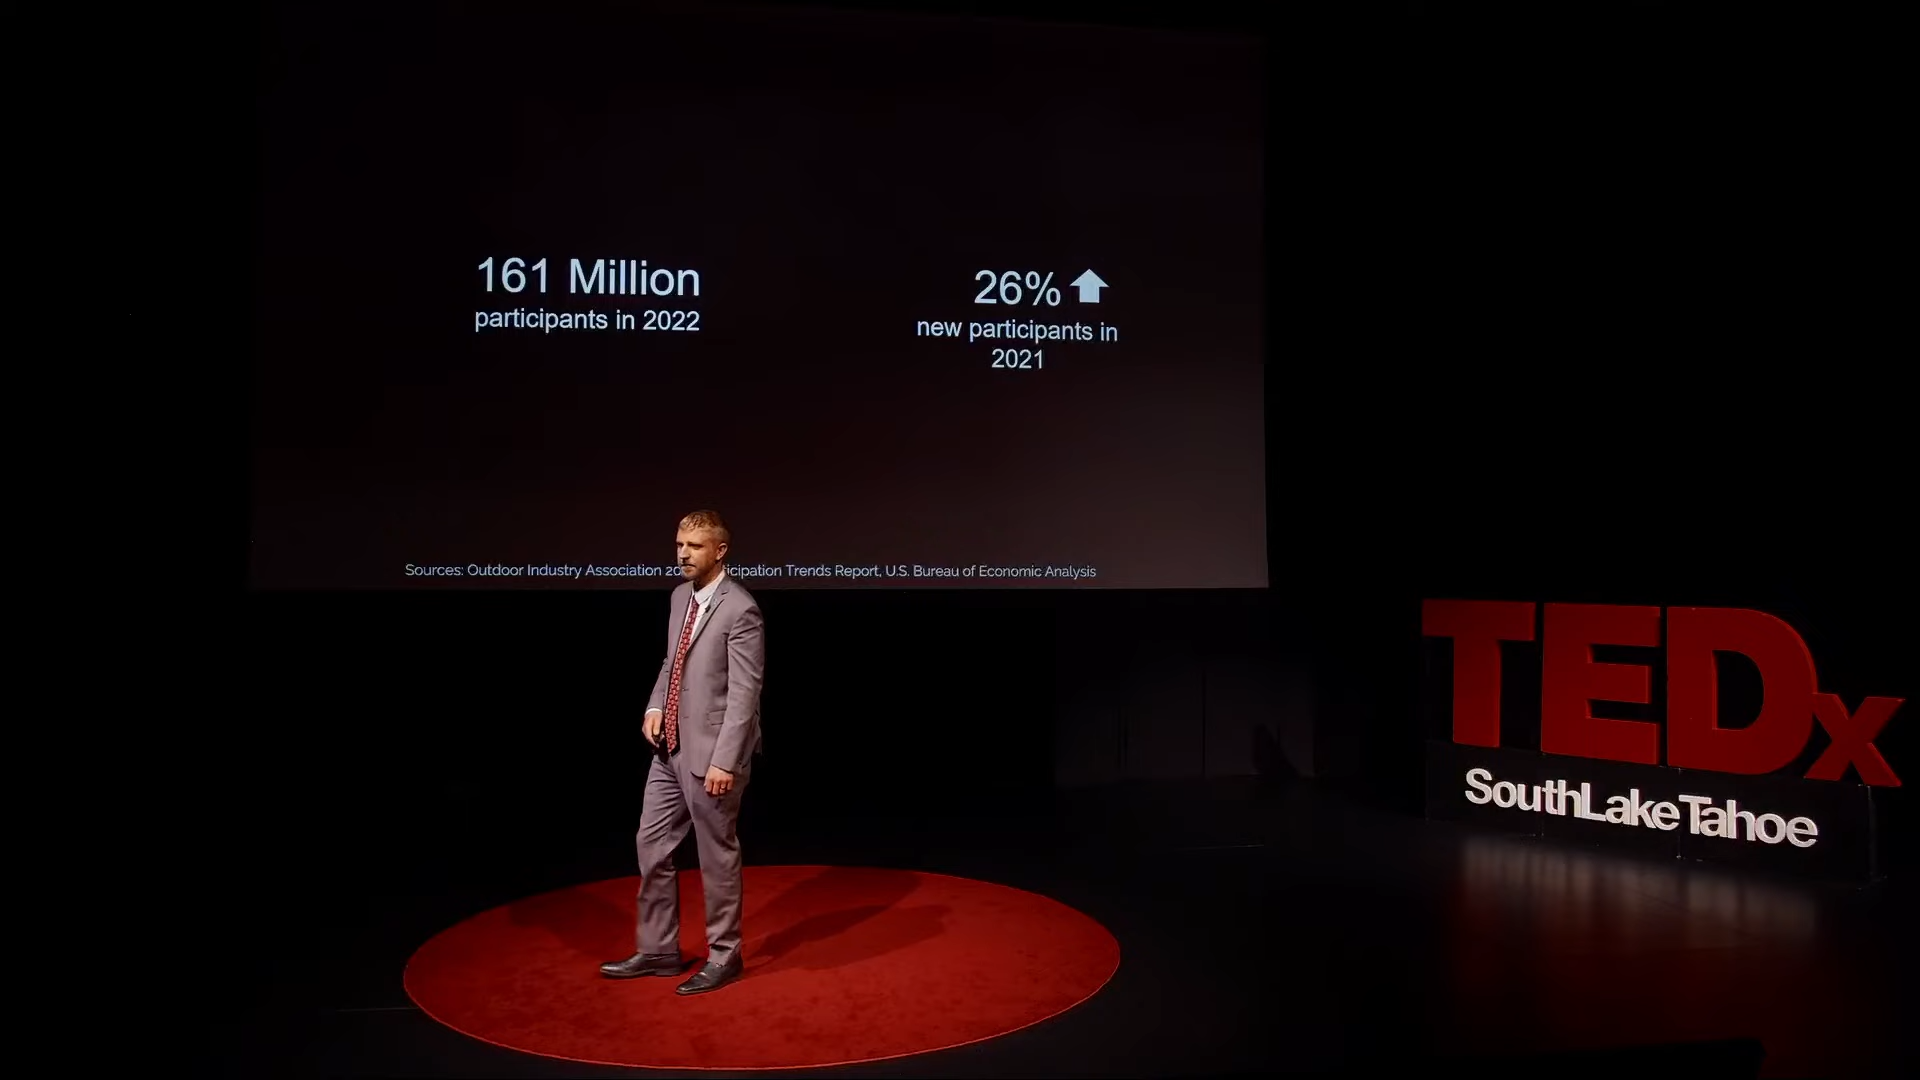 161 Million
participants in 2022
26%
new participants in
2021
Sources: Outdoor Industry Association Trends Report, U.S. Bureau of Economic Analysis
TEDx
SouthLakeTahoe